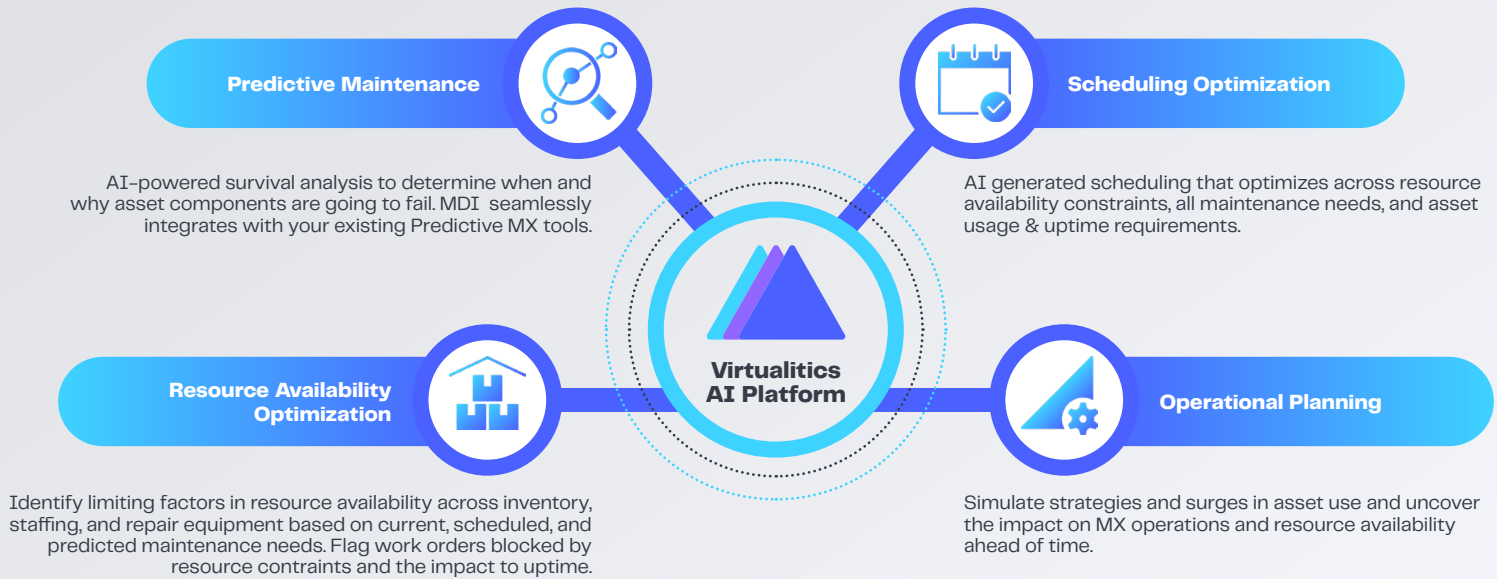 Predictive Maintenance
AI-powered survival analysis to determine when and
why asset components are going to fail. MDI seamlessly
integrates with your existing Predictive MX tools.
Scheduling Optimization
AI generated scheduling that optimizes across resource
availability constraints, all maintenance needs, and asset
usage & uptime requirements.
Virtualitics
AI Platform
Resource Availability
Optimization
Identify limiting factors in resource availability across inventory,
staffing, and repair equipment based on current, scheduled, and
predicted maintenance needs. Flag work orders blocked by
resource contraints and the impact to uptime.
Operational Planning
Simulate strategies and surges in asset use and uncover
the impact on MX operations and resource availability
ahead of time.